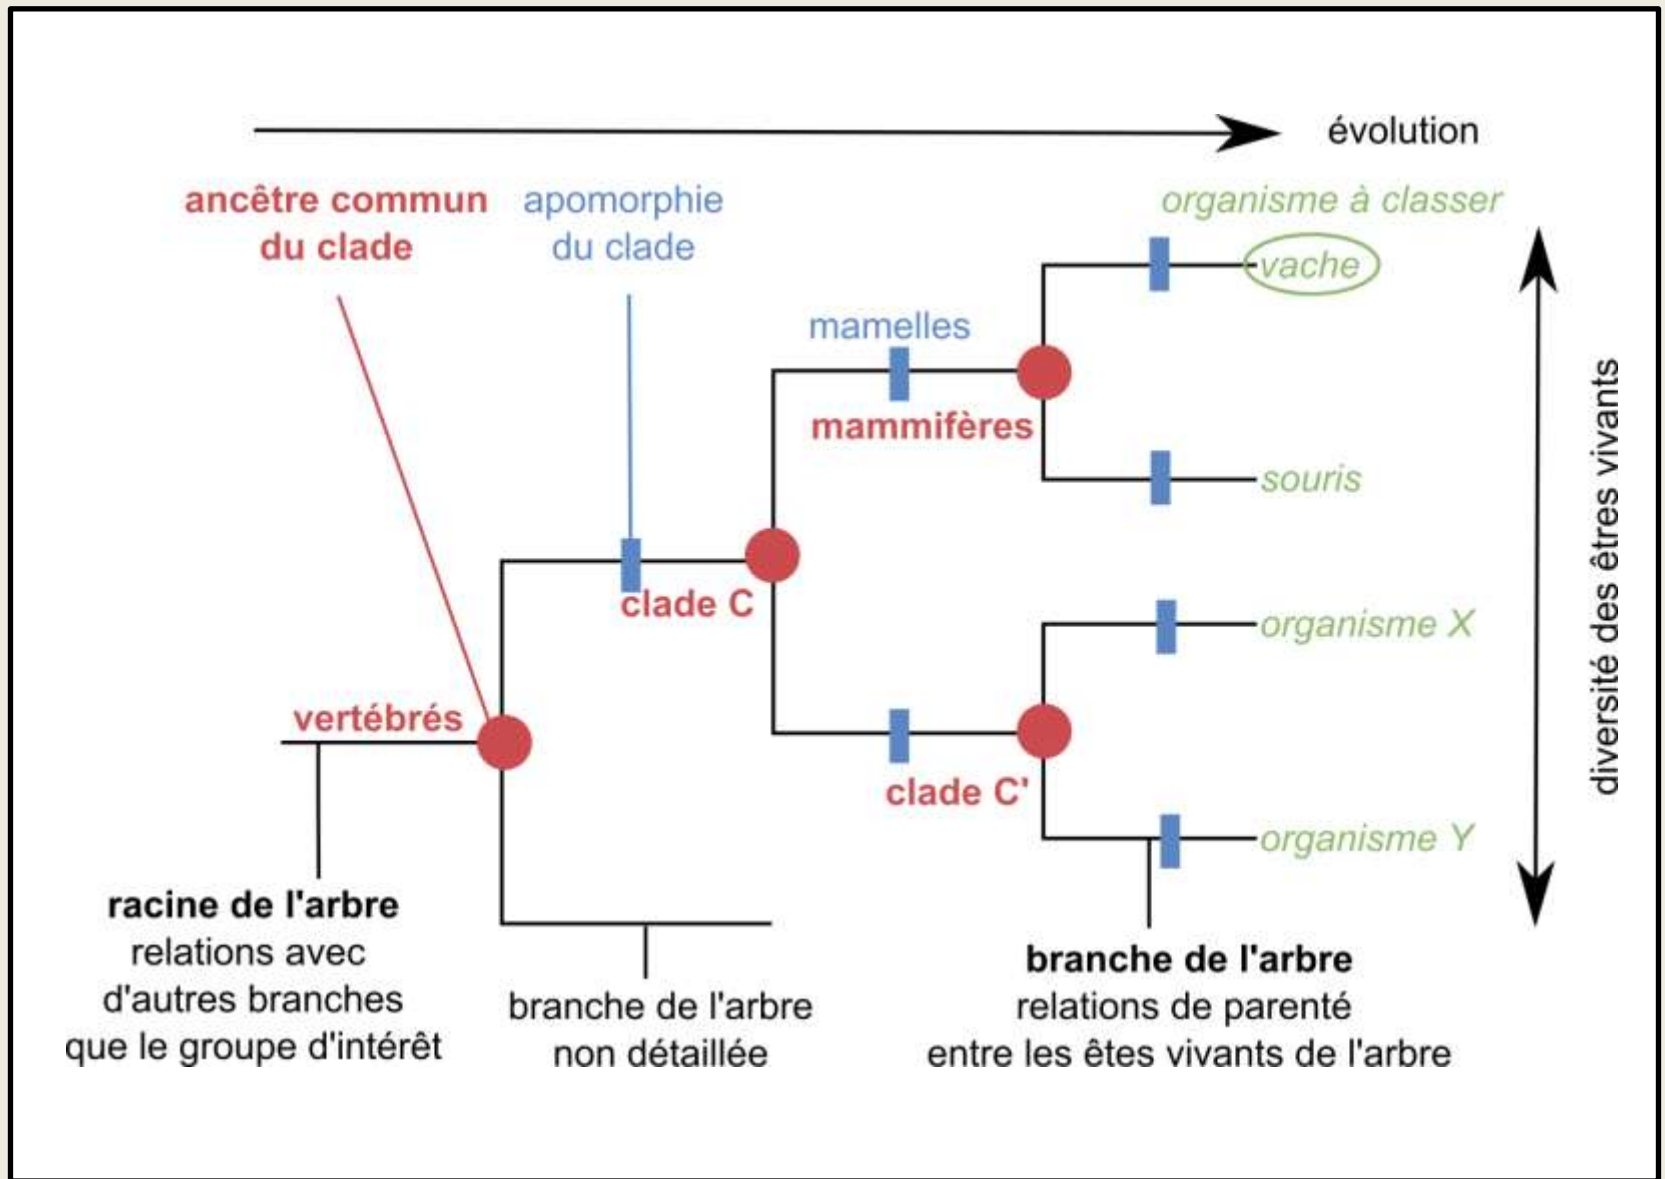 évolution
ancêtre commun
du clade
apomorphie
du clade
organisme à classer
vache
mamelles
mammifères
souris
clade C
organisme X
vertébrés
clade C'
organisme Y
diversité des êtres vivants
racine de l'arbre
relations avec
d'autres branches
que le groupe d'intérêt
branche de l'arbre
non détaillée
branche de l'arbre
relations de parenté
entre les êtes vivants de l'arbre